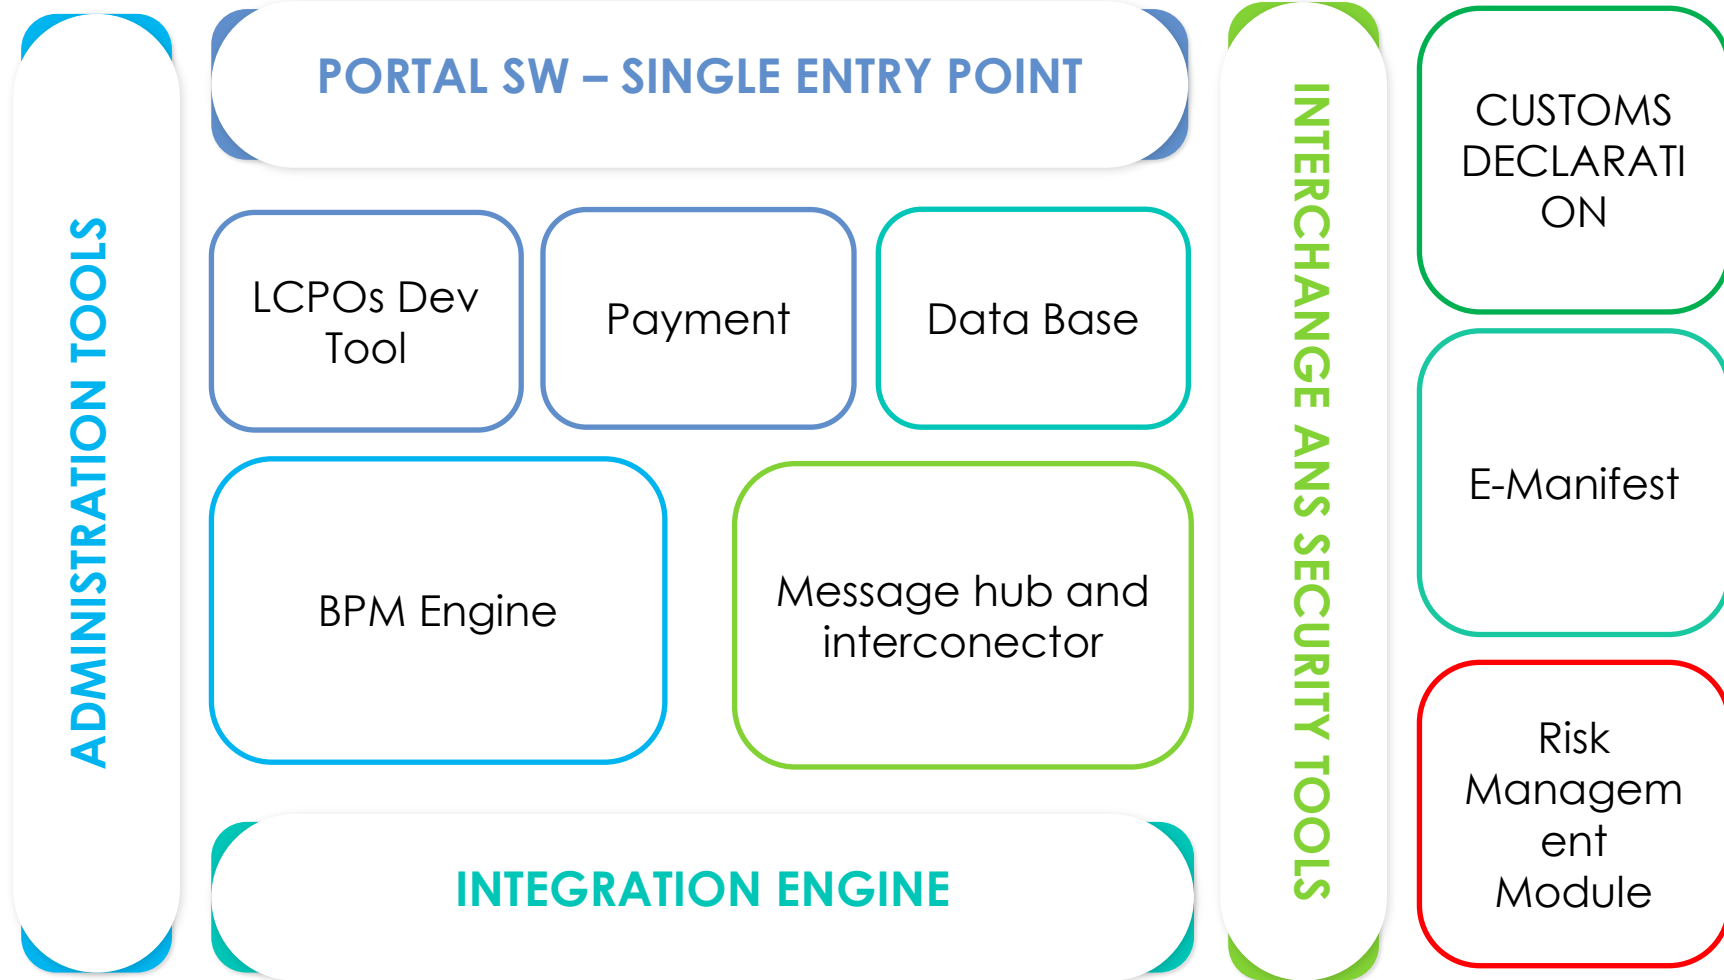 ADMINISTRATION TOOLS
PORTAL SW – SINGLE ENTRY POINT
LCPOs Dev
Tool
Payment
Data Base
BPM Engine
Message hub and
interconector
INTEGRATION ENGINE
INTERCHANGE ANS SECURITY TOOLS
CUSTOMS
DECLARATI
ON
E-Manifest
Risk
Managem
ent
Module